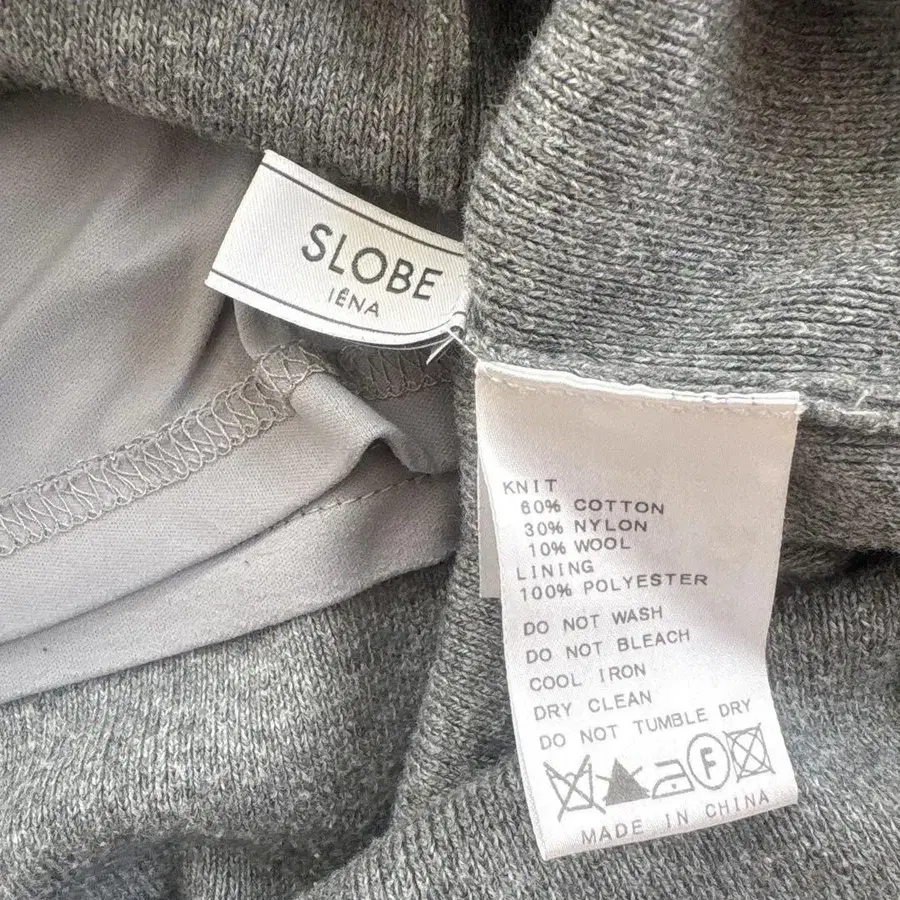 SLOBE
IÉNA
KNIT
60% COTTON
30% NYLON
10% WOOL
LINING
100% POLYESTER
DO NOT WASH
DO NOT BLEACH
COOL IRON
DRY CLEAN
DO NOT TUMBLE DRY
F
MADE IN CHINA